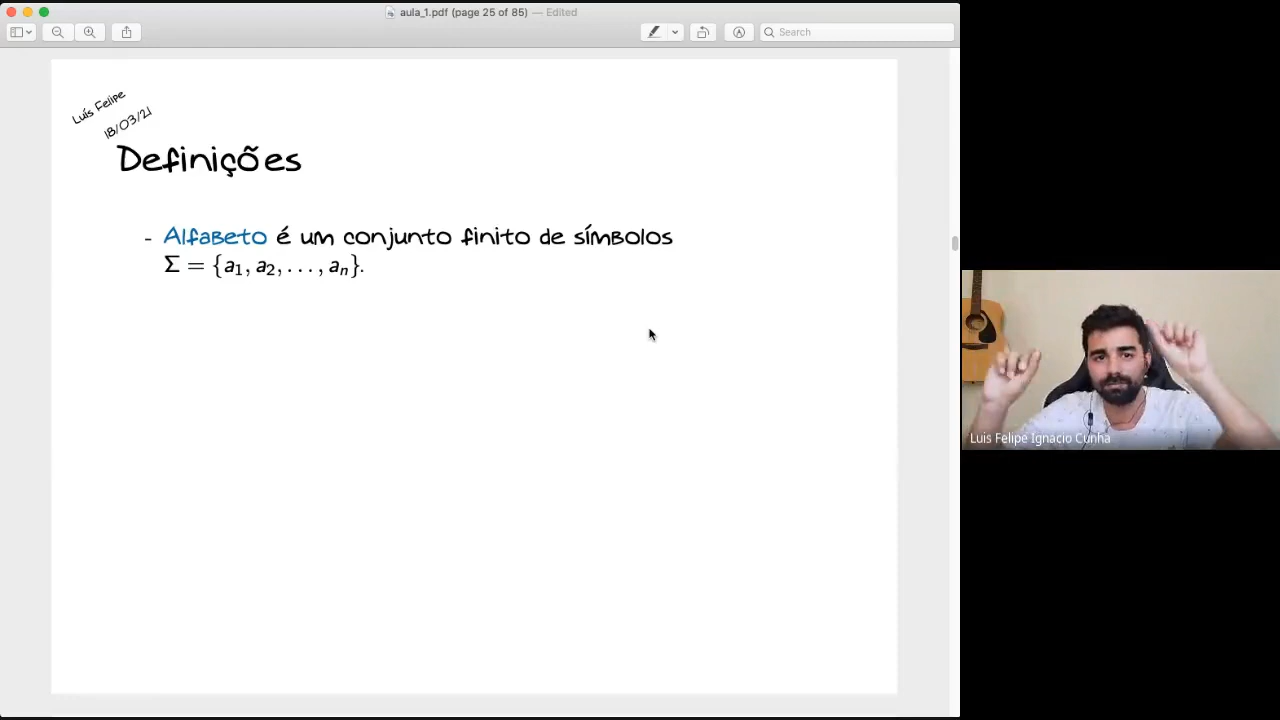 aula_1.pdf (page 25 of 85) — Edited
Search
Luís Felipe
18/03/21
Definições
- Alfabeto é um conjunto finito de símbolos
Σ = {a₁, a₂, . . . , aₙ}.
Luis Felipe Ignacio Cunha